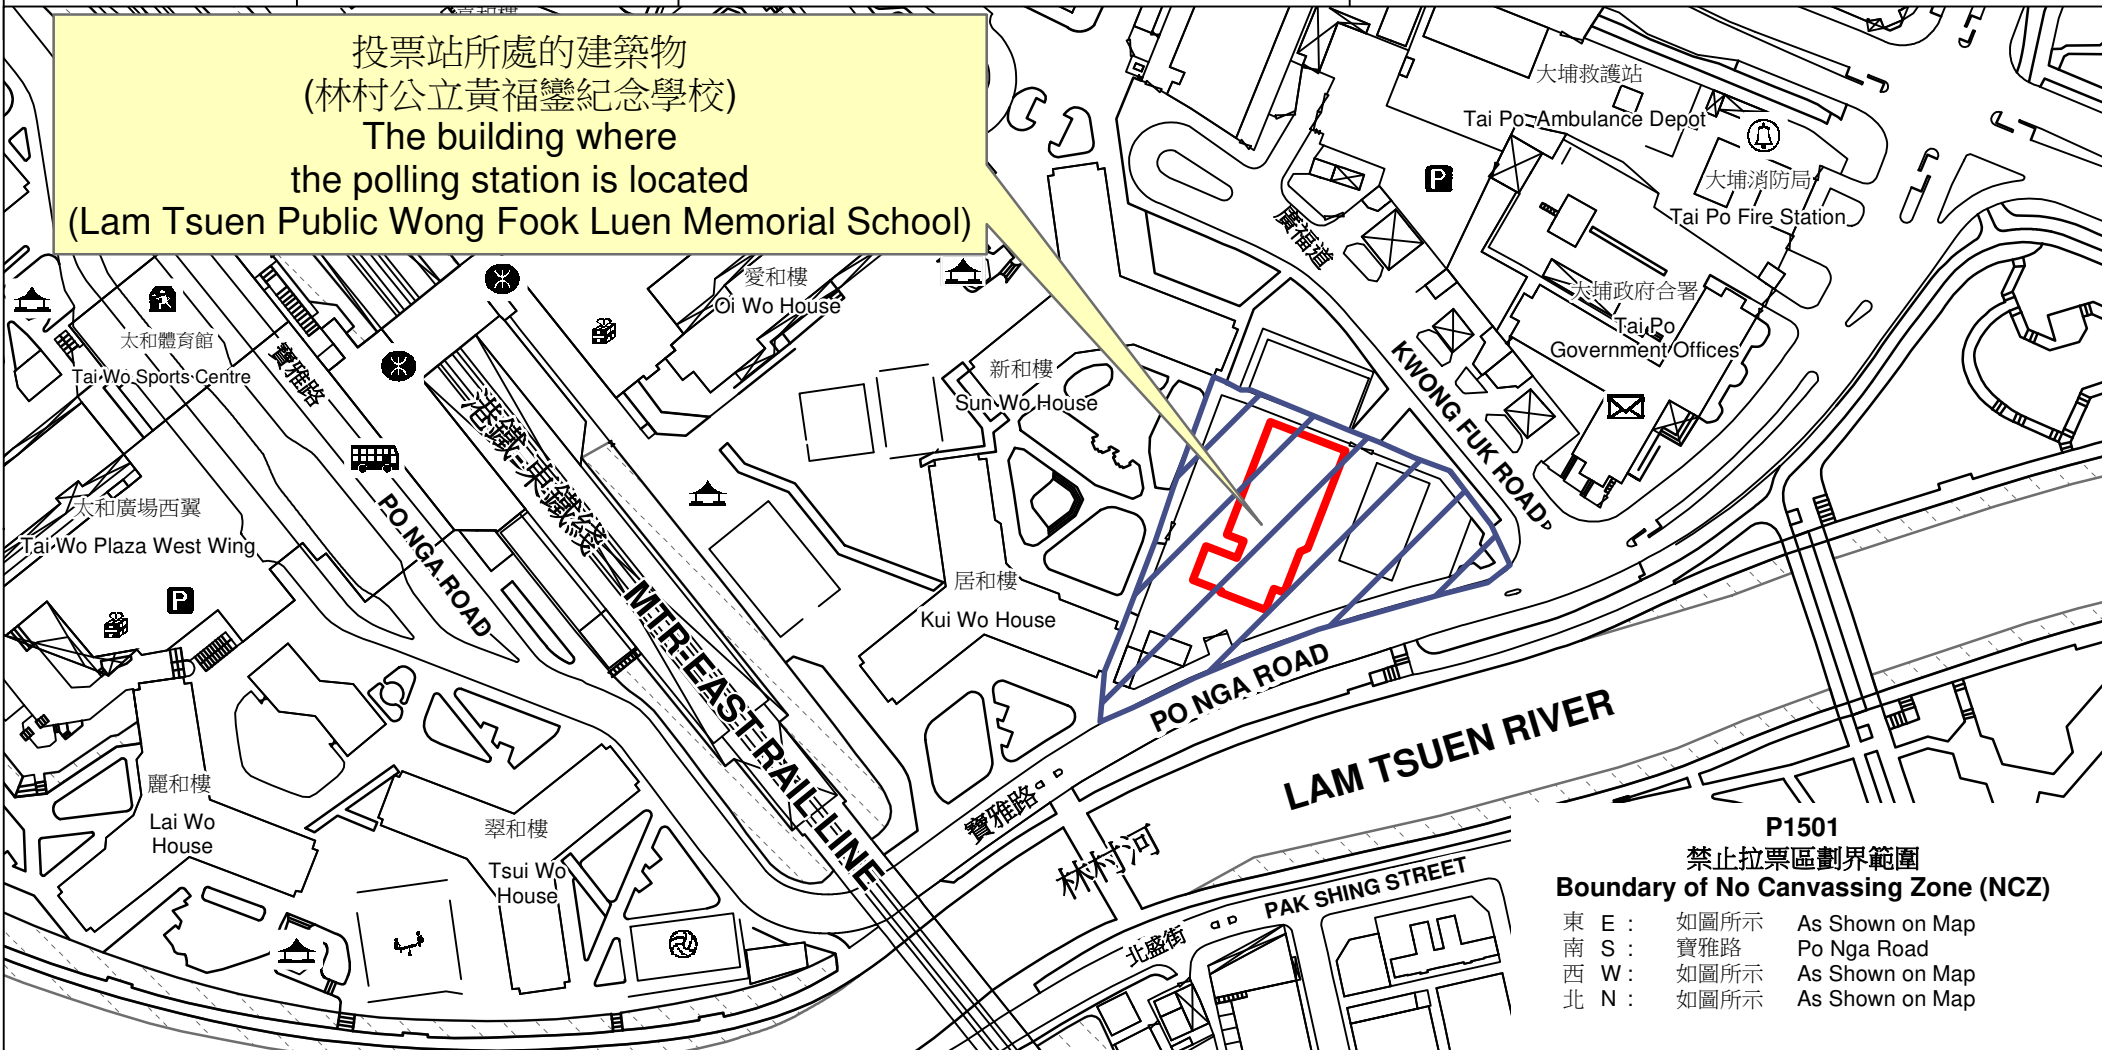 投票站所處的建築物
(林村公立黃福鑾紀念學校)
The building where
the polling station is located
(Lam Tsuen Public Wong Fook Luen Memorial School)
大埔救護站
Tai Po Ambulance Depot
大埔消防局
Tai Po Fire Station
廣福道
大埔政府合署
Tai Po
Government Offices
KWONG FUK ROAD
愛和樓
Oi Wo House
太和體育館
Tai Wo Sports Centre
寶雅路
新和樓
Sun Wo House
港鐵-東鐵綫
PO NGA ROAD
太和廣場西翼
Tai Wo Plaza West Wing
居和樓
Kui Wo House
MTR-EAST RAIL LINE
PO NGA ROAD
LAM TSUEN RIVER
麗和樓
Lai Wo
House
翠和樓
Tsui Wo
House
寶雅路
林村河
PAK SHING STREET
北盛街
P1501
禁止拉票區劃界範圍
Boundary of No Canvassing Zone (NCZ)
東 E : 如圖所示 As Shown on Map
南 S : 寶雅路 Po Nga Road
西 W : 如圖所示 As Shown on Map
北 N : 如圖所示 As Shown on Map